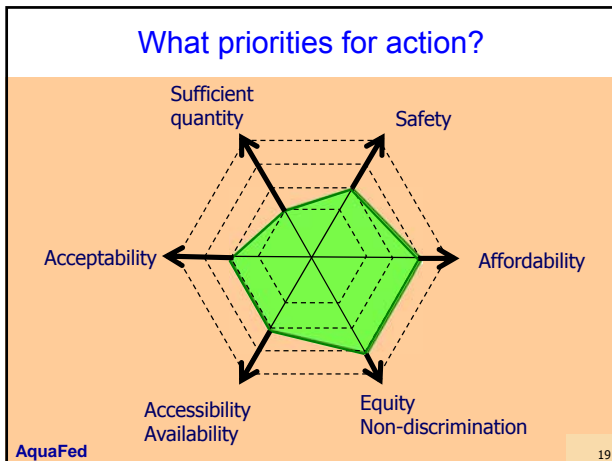 What priorities for action?
Sufficient
quantity
Safety
Acceptability
Affordability
Accessibility
Availability
Equity
Non-discrimination
AquaFed
19